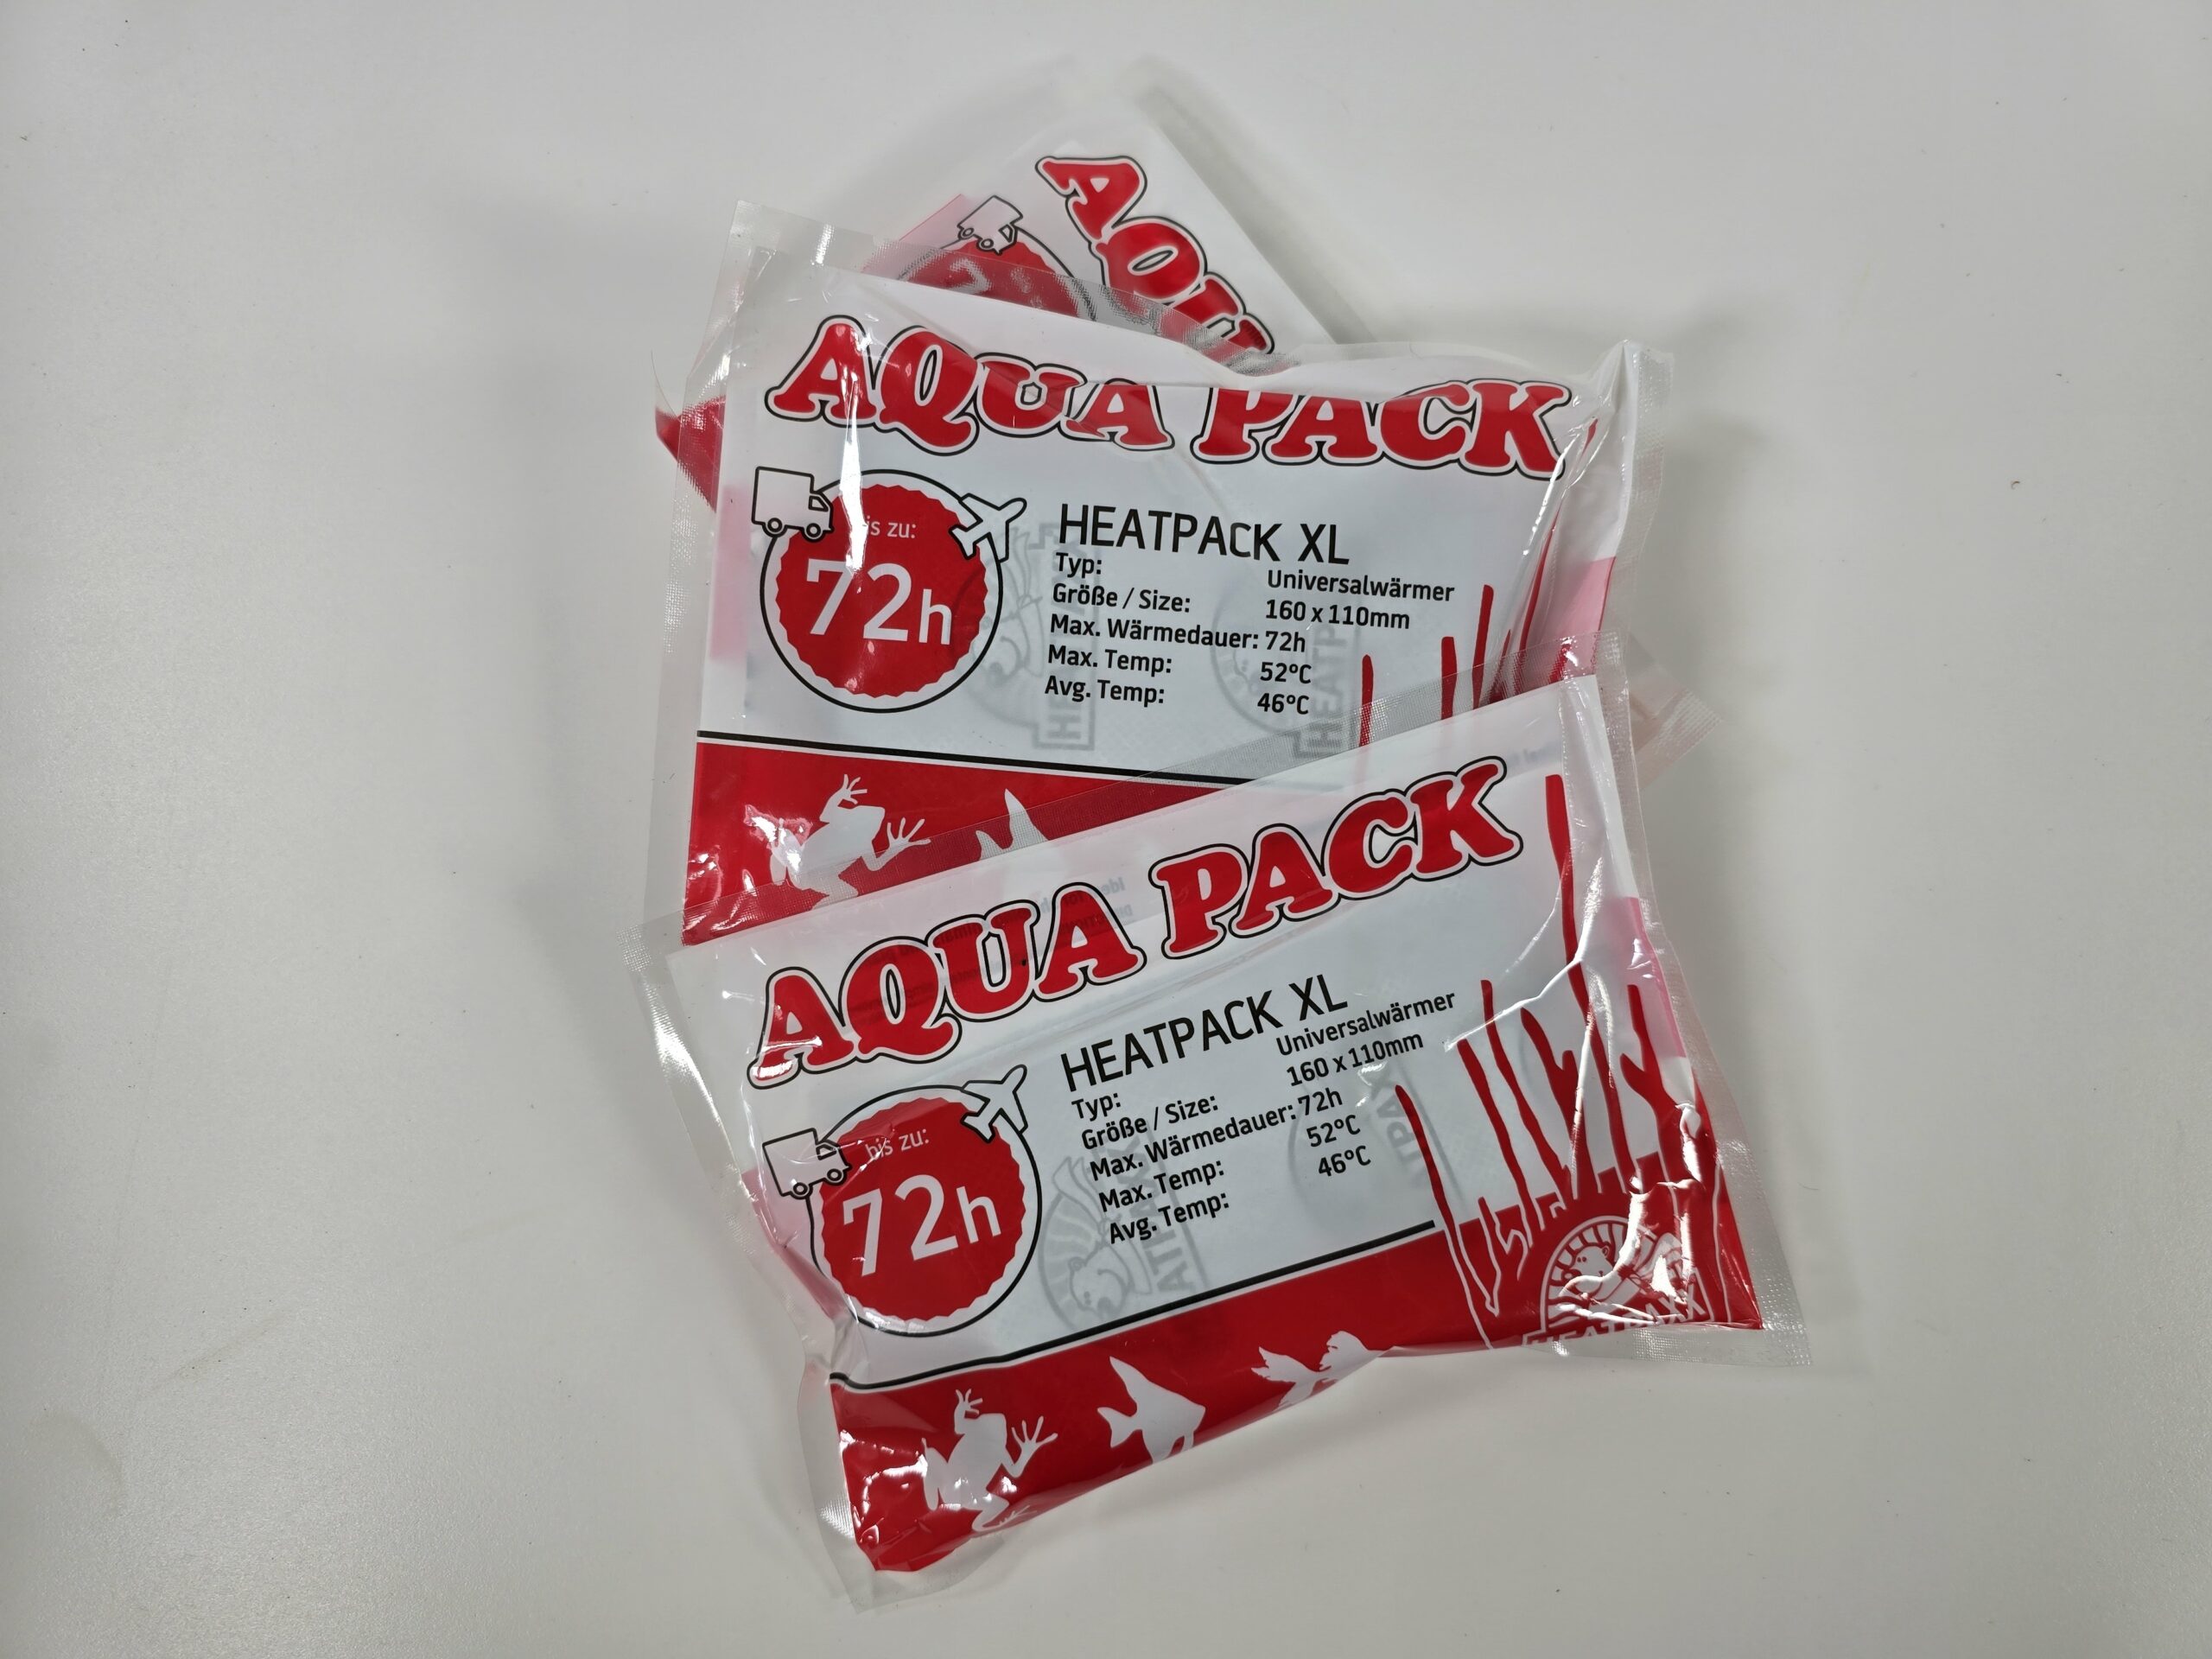 AQU
AQUA PACK
bis zu:
72h
HEATPACK XL
Typ: Universalwärmer
Größe / Size: 160 x 110mm
Max. Wärmedauer: 72h
Max. Temp: 52°C
Avg. Temp: 46°C
AQUA PACK
bis zu:
72h
HEATPACK XL
Typ: Universalwärmer
Größe / Size: 160 x 110mm
Max. Wärmedauer: 72h
Max. Temp: 52°C
Avg. Temp: 46°C
HEATPAXX